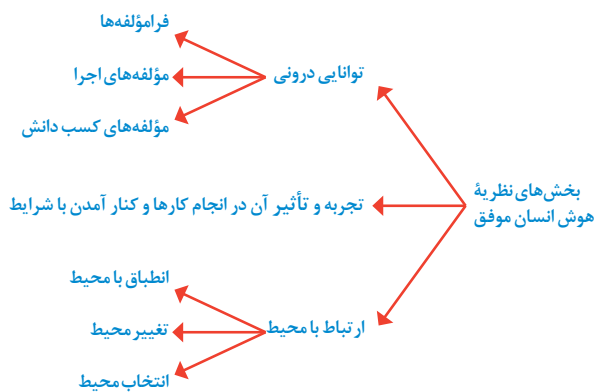 بخش‌های نظریهٔ
هوش انسان موفق
توانایی درونی
فرامؤلفه‌ها
مؤلفه‌های اجرا
مؤلفه‌های کسب دانش
تجربه و تأثیر آن در انجام کارها و کنار آمدن با شرایط
ارتباط با محیط
انطباق با محیط
تغییر محیط
انتخاب محیط